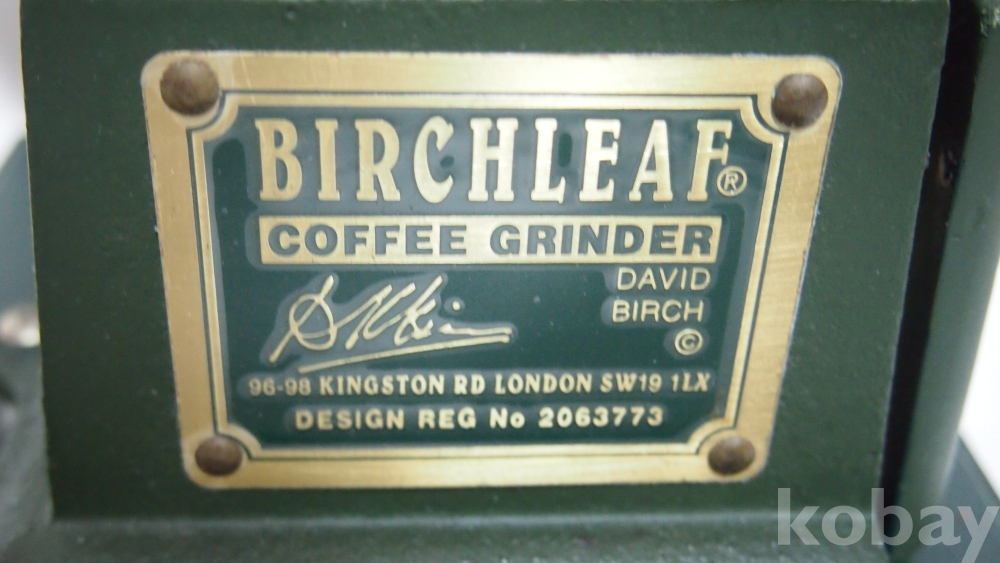 BIRCHLEAF®
COFFEE GRINDER
DAVID
BIRCH
©
96-98 KINGSTON RD LONDON SW19 1LX
DESIGN REG No 2063773
kobay